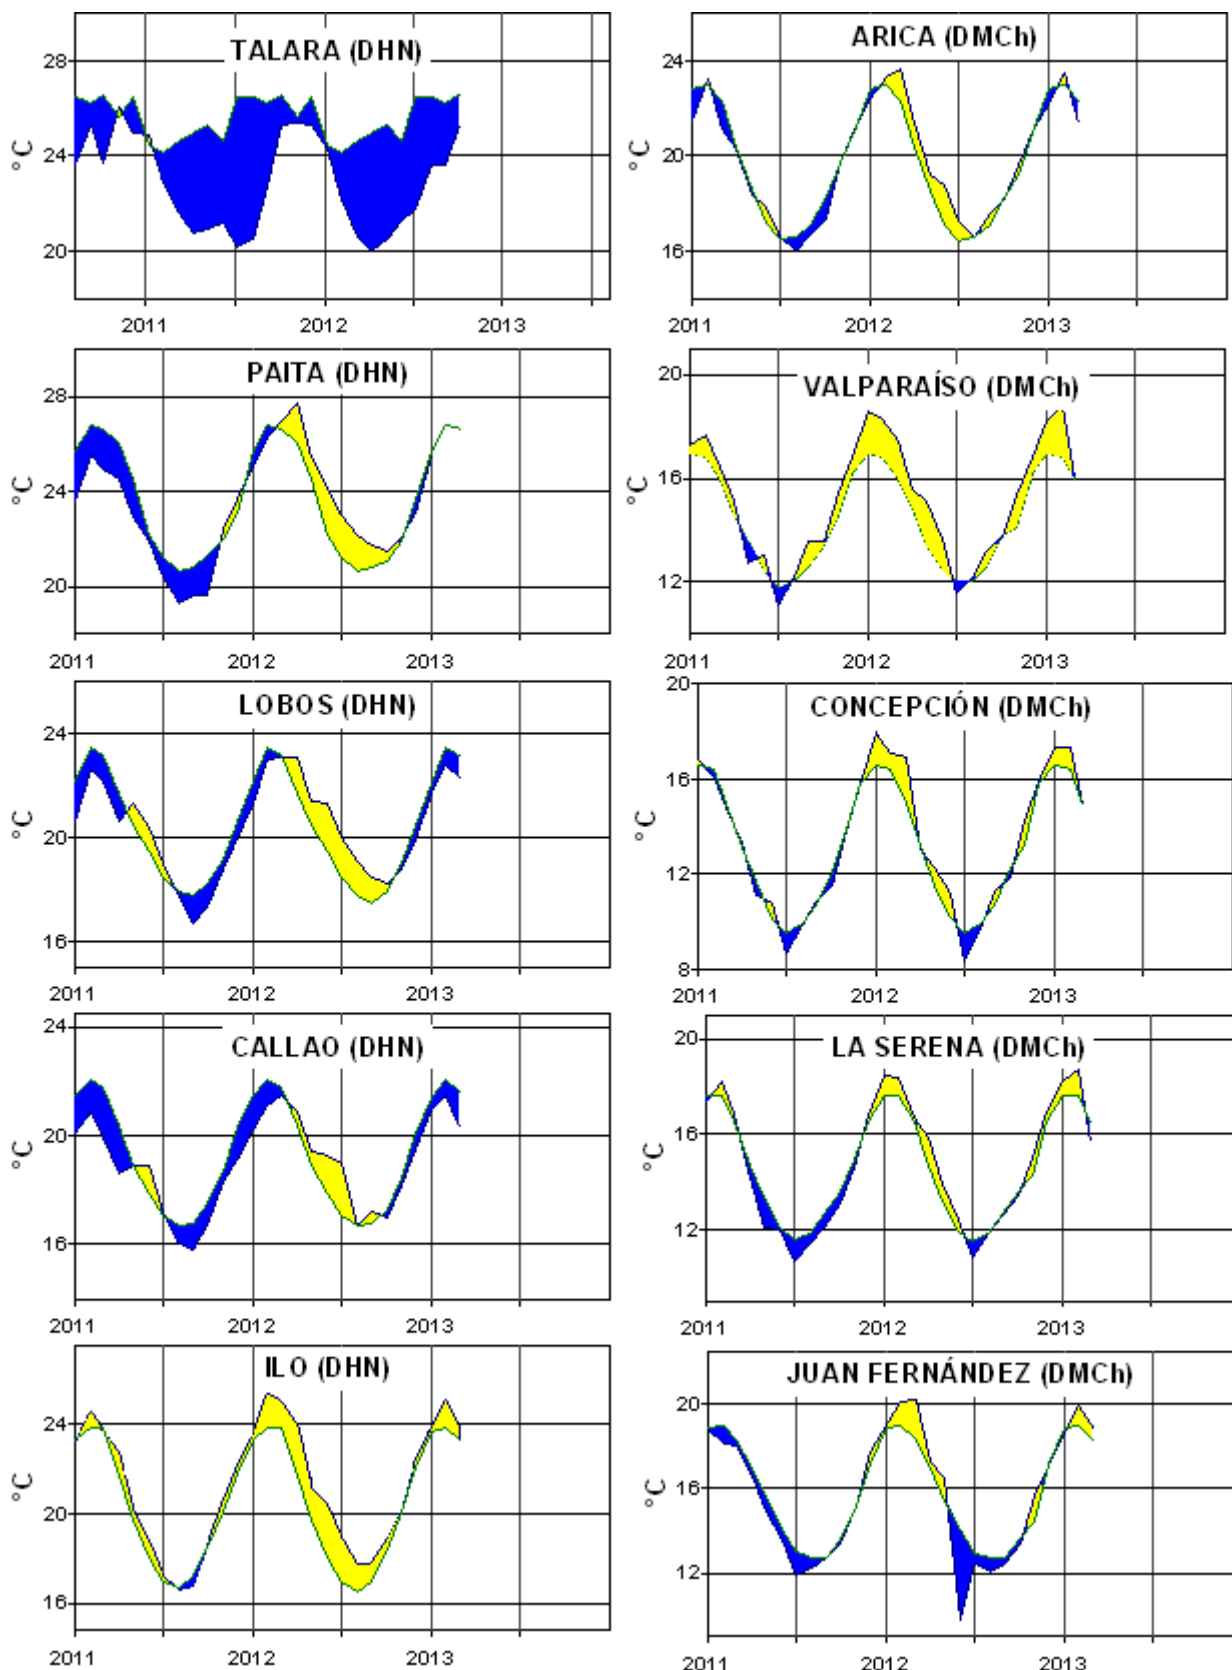 TALARA (DHN)
°C
28
24
20
2011 2012 2013
ARICA (DMCh)
°C
24
20
16
2011 2012 2013
PAITA (DHN)
°C
28
24
20
2011 2012 2013
VALPARAÍSO (DMCh)
°C
20
16
12
2011 2012 2013
LOBOS (DHN)
°C
24
20
16
2011 2012 2013
CONCEPCIÓN (DMCh)
°C
20
16
12
8
2011 2012 2013
CALLAO (DHN)
°C
24
20
16
2011 2012 2013
LA SERENA (DMCh)
°C
20
16
12
2011 2012 2013
ILO (DHN)
°C
24
20
16
2011 2012 2013
JUAN FERNÁNDEZ (DMCh)
°C
20
16
12
2011 2012 2013